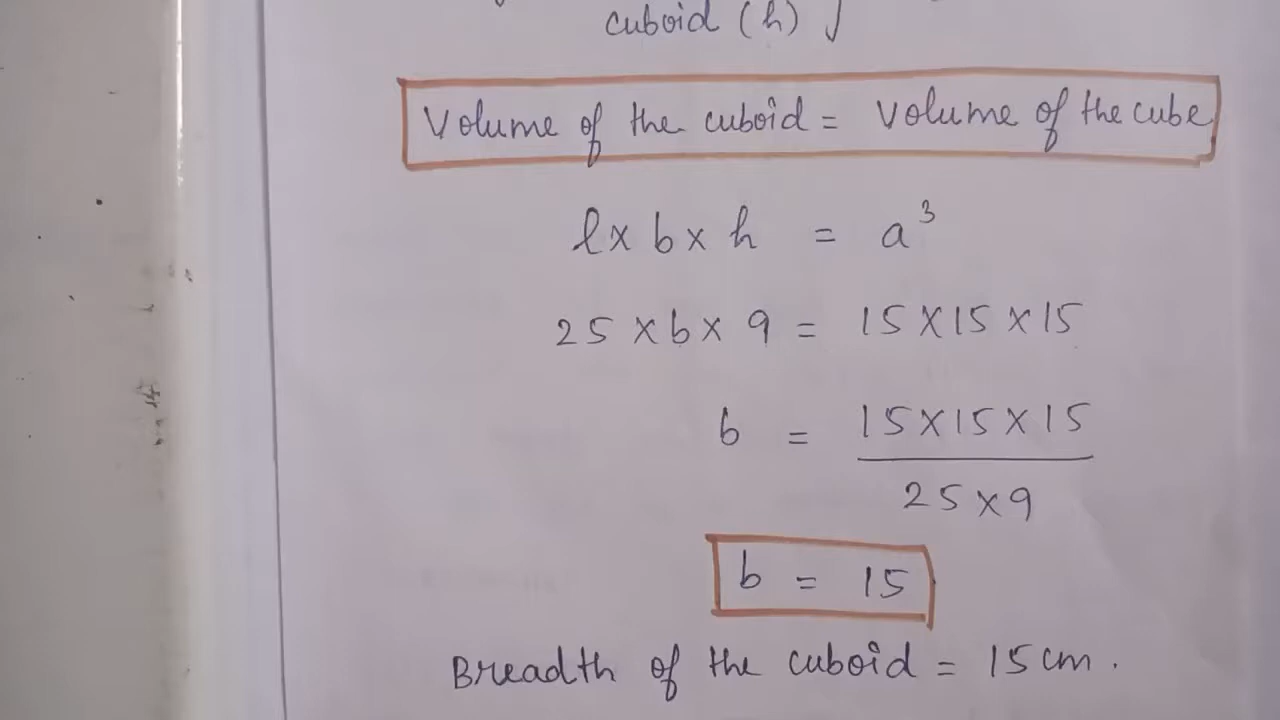 cuboid (h)
Volume of the cuboid = Volume of the cube
l x b x h = a³
25 x b x 9 = 15 x 15 x 15
b = 15 x 15 x 15
25 x 9
b = 15
Breadth of the cuboid = 15 cm.